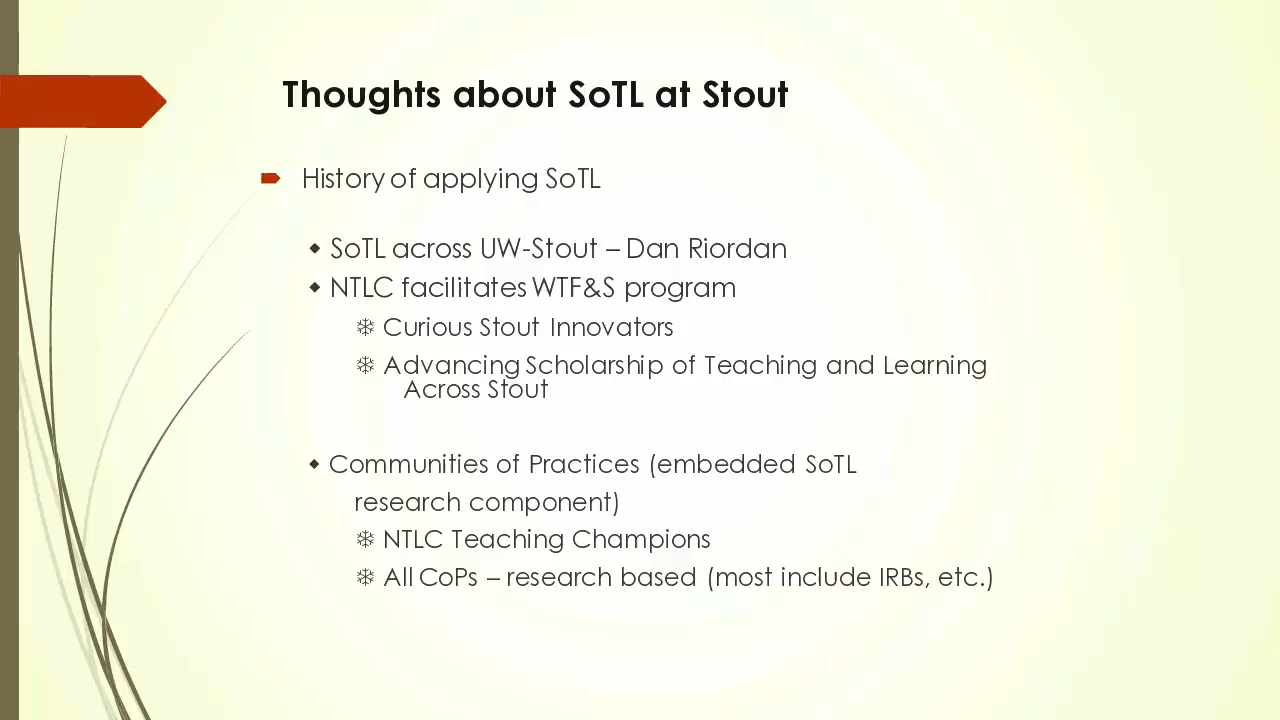 Thoughts about SoTL at Stout
History of applying SoTL
◆ SoTL across UW-Stout – Dan Riordan
◆ NTLC facilitates WTF&S program
❄ Curious Stout Innovators
❄ Advancing Scholarship of Teaching and Learning
Across Stout
◆ Communities of Practices (embedded SoTL
research component)
❄ NTLC Teaching Champions
❄ All CoPs – research based (most include IRBs, etc.)